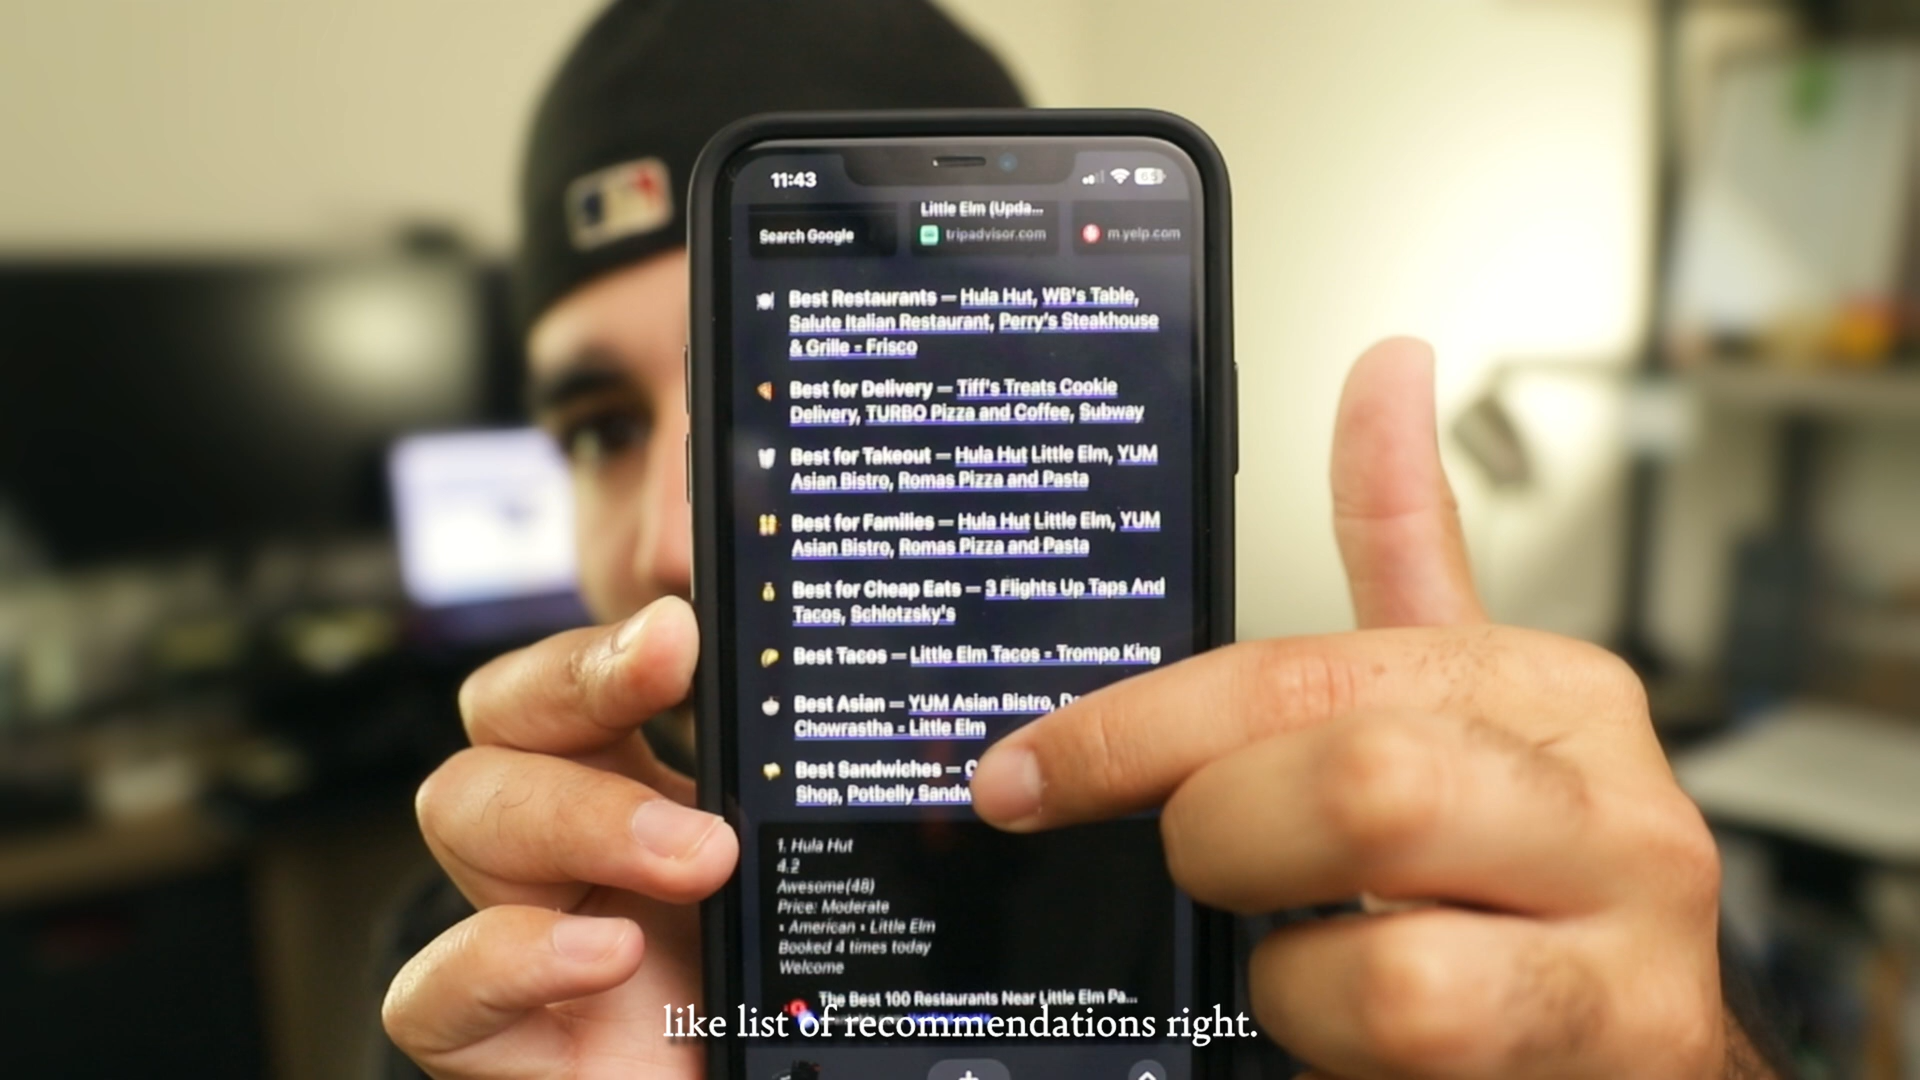 11:43
Little Elm (Upda...
Search Google
tripadvisor.com
m.yelp.com
Best Restaurants — Hula Hut, WB's Table,
Salute Italian Restaurant, Perry's Steakhouse
& Grille - Frisco
Best for Delivery — Tiff's Treats Cookie
Delivery, TURBO Pizza and Coffee, Subway
Best for Takeout — Hula Hut Little Elm, YUM
Asian Bistro, Romas Pizza and Pasta
Best for Families — Hula Hut Little Elm, YUM
Asian Bistro, Romas Pizza and Pasta
Best for Cheap Eats — 3 Flights Up Taps And
Tacos, Schlotzsky's
Best Tacos — Little Elm Tacos - Trompo King
Best Asian — YUM Asian Bistro,
Chowrastha - Little Elm
Best Sandwiches —
Shop, Potbelly
1. Hula Hut
4.2
Awesome(48)
Price: Moderate
• American • Little Elm
Booked 4 times today
Welcome
The Best 100 Restaurants Near Little Elm Pa...
like list of recommendations right.